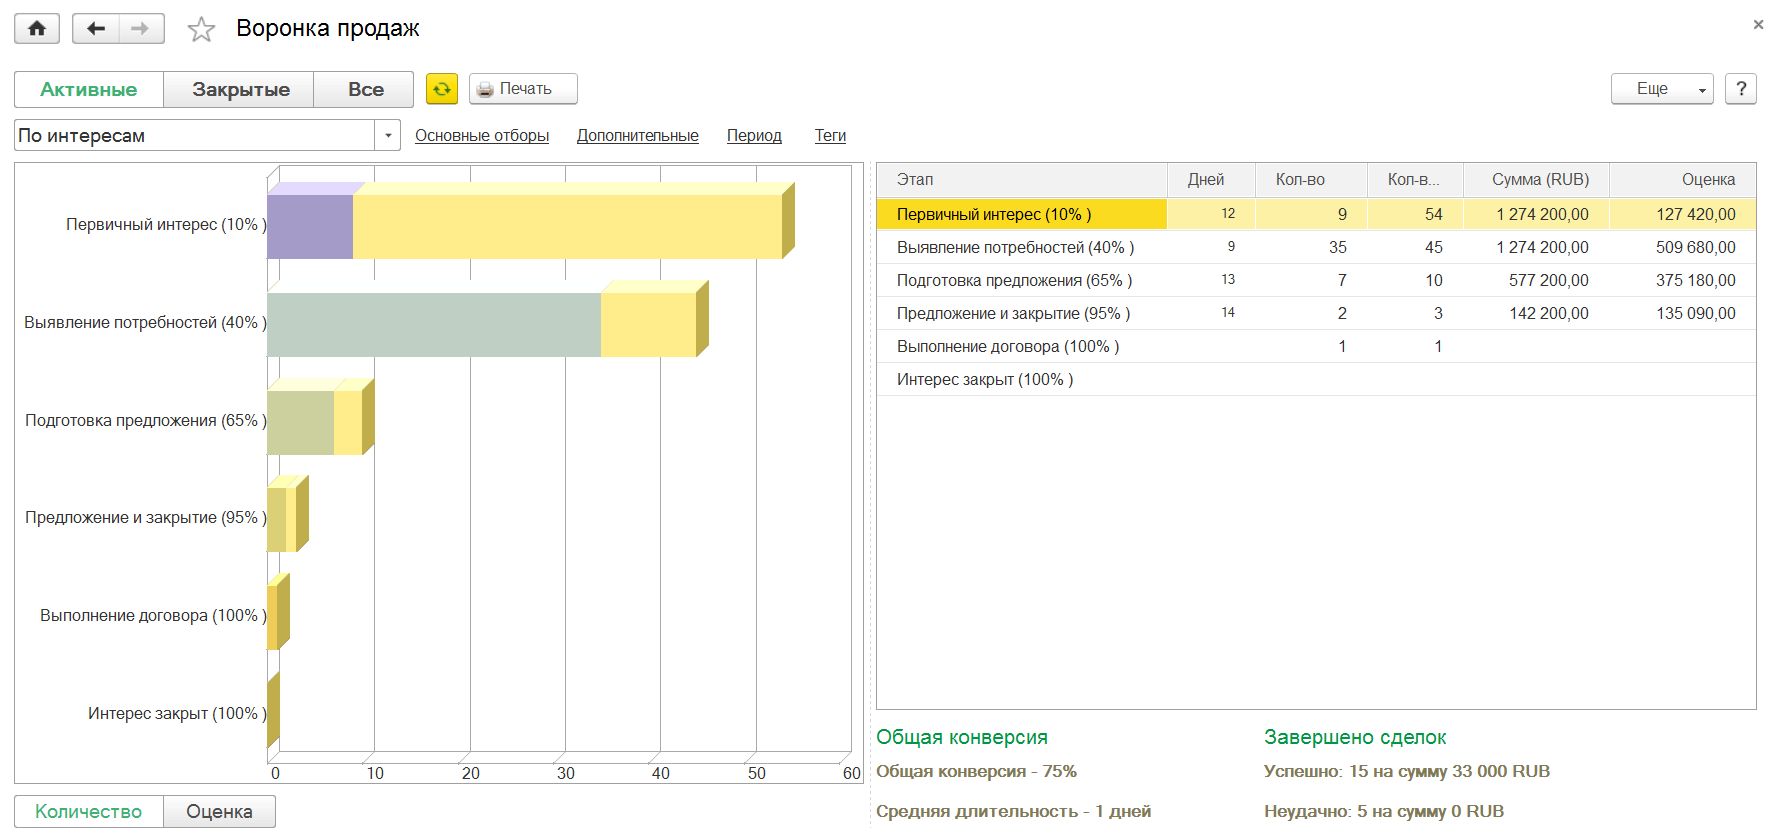 Воронка продаж
Активные Закрытые Все Печать Еще ?
По интересам Основные отборы Дополнительные Период Теги
Первичный интерес (10% )
Выявление потребностей (40% )
Подготовка предложения (65% )
Предложение и закрытие (95% )
Выполнение договора (100% )
Интерес закрыт (100% )
0 10 20 30 40 50 60
Количество Оценка
Этап Дней Кол-во Кол-в... Сумма (RUB) Оценка
Первичный интерес (10% ) 12 9 54 1 274 200,00 127 420,00
Выявление потребностей (40% ) 9 35 45 1 274 200,00 509 680,00
Подготовка предложения (65% ) 13 7 10 577 200,00 375 180,00
Предложение и закрытие (95% ) 14 2 3 142 200,00 135 090,00
Выполнение договора (100% ) 1 1
Интерес закрыт (100% )
Общая конверсия
Общая конверсия - 75%
Средняя длительность - 1 дней
Завершено сделок
Успешно: 15 на сумму 33 000 RUB
Неудачно: 5 на сумму 0 RUB